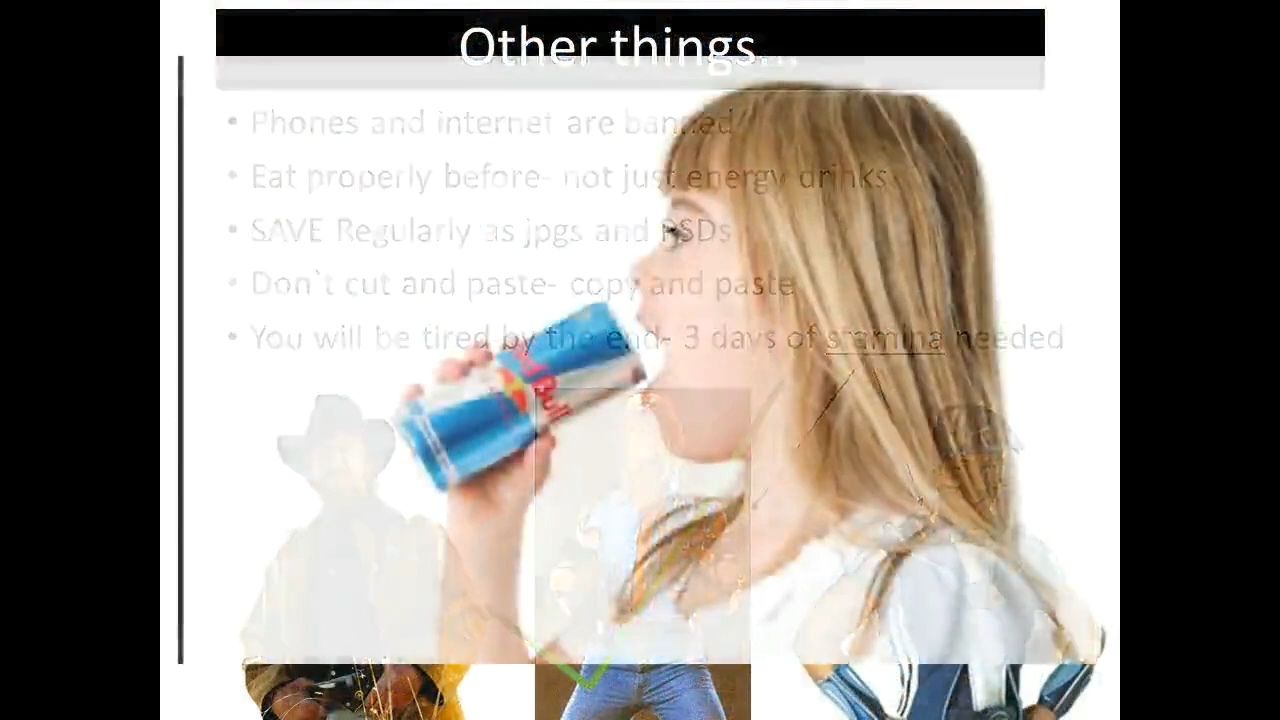 Other things...
• Phones and internet are banned
• Eat properly before- not just energy drinks
• SAVE Regularly as jpgs and PSDs
• Don`t cut and paste- copy and paste
• You will be tired by the end- 3 days of stamina needed
Red Bull